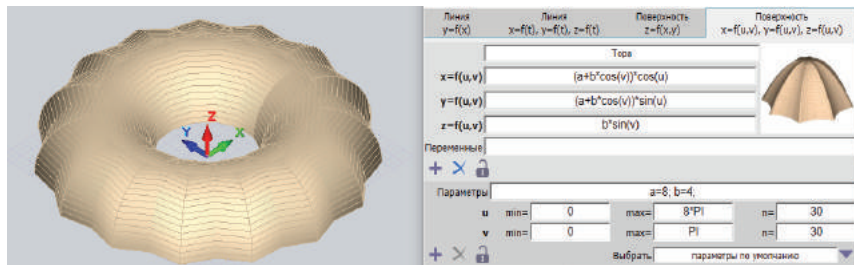 Линия
y=f(x)
Линия
x=f(t), y=f(t), z=f(t)
Поверхность
z=f(x,y)
Поверхность
x=f(u,v), y=f(u,v), z=f(u,v)
Тора
x=f(u,v) (a+b*cos(v))*cos(u)
y=f(u,v) (a+b*cos(v))*sin(u)
z=f(u,v) b*sin(v)
Переменные
Параметры a=8; b=4;
u min= 0 max= 8*PI n= 30
v min= 0 max= PI n= 30
Выбрать параметры по умолчанию
Z
Y X